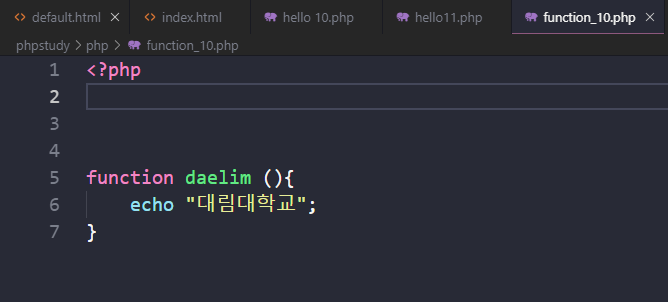 default.html × index.html hello 10.php hello11.php function_10.php ×
phpstudy > php > function_10.php
1 <?php
2
3
4
5 function daelim (){
6 echo "대림대학교";
7 }